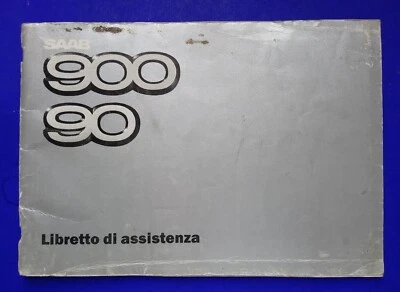 SAAB
900
90
Libretto di assistenza